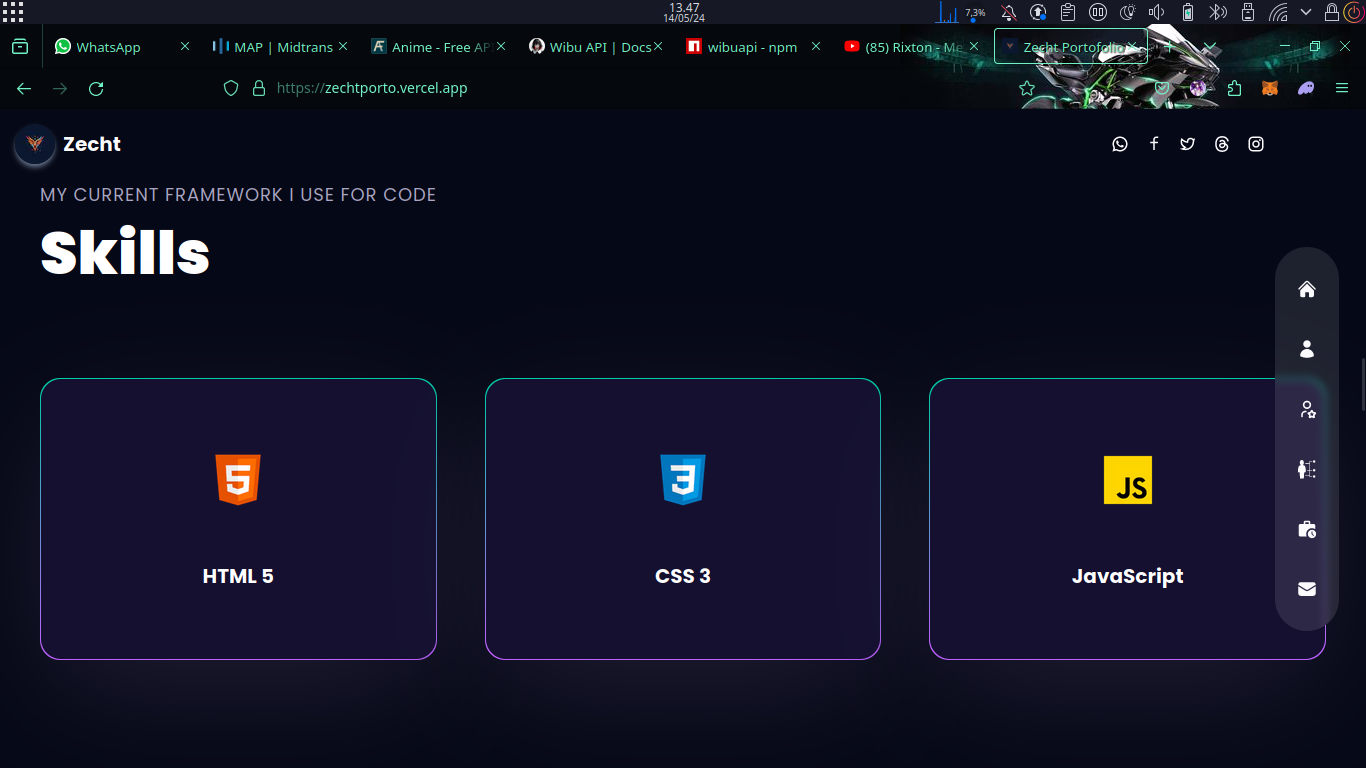 13.47
14/05/24
7,3%
WhatsApp
MAP | Midtrans
Anime - Free AP
Wibu API | Docs
wibuapi - npm
(85) Rixton - Me
Zecht Portofolio
https://zechtporto.vercel.app
Zecht
MY CURRENT FRAMEWORK I USE FOR CODE
Skills
5
3
JS
HTML 5
CSS 3
JavaScript